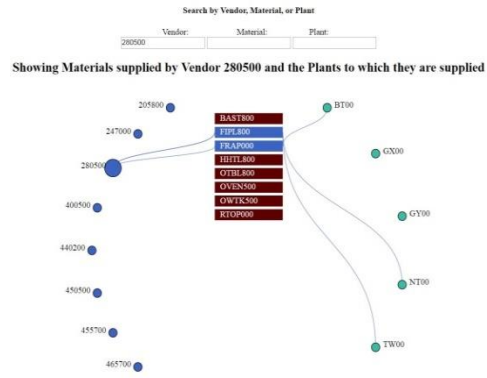 Search by Vendor, Material, or Plant
Vendor: Material: Plant:
280500
Showing Materials supplied by Vendor 280500 and the Plants to which they are supplied
205800
247000
280500
400500
440200
450500
455700
465700
BAST800
FIPL800
FRAP000
HHTL800
OTBL800
OVEN500
OWTK500
RTOP000
BT00
GX00
GY00
NT00
TW00